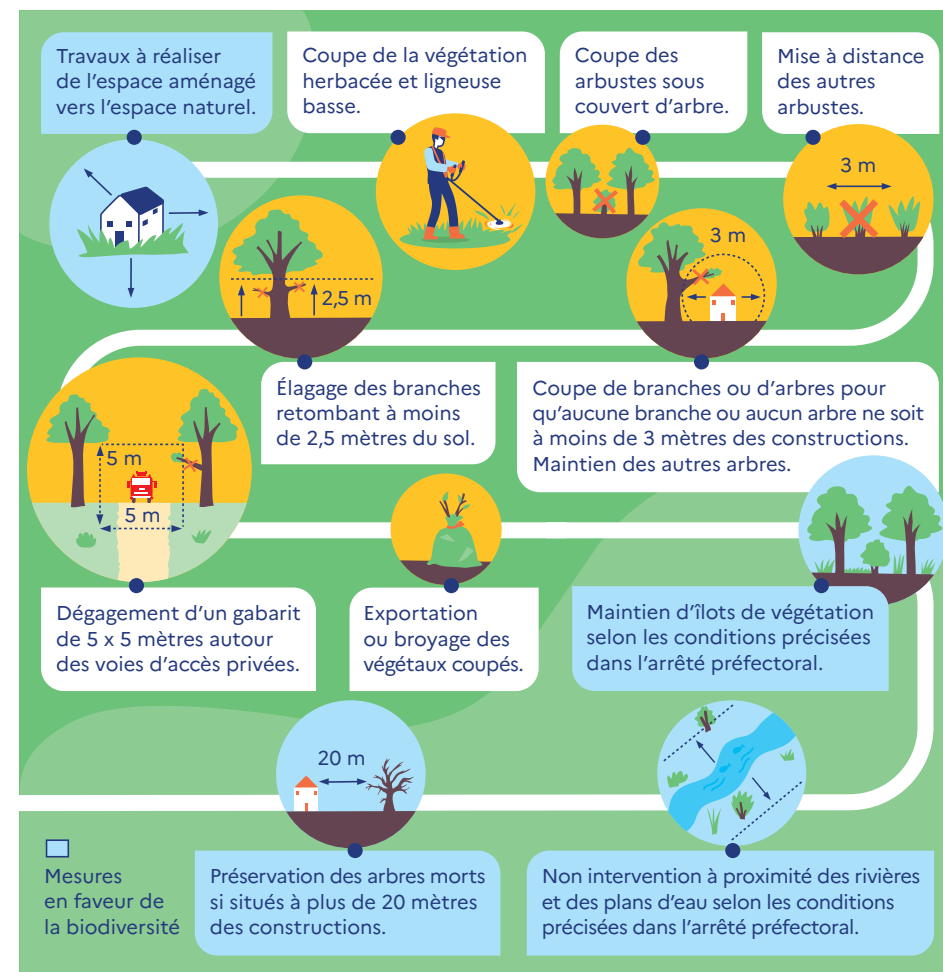 Travaux à réaliser
de l’espace aménagé
vers l’espace naturel.
Coupe de la végétation
herbacée et ligneuse
basse.
Coupe des
arbustes sous
couvert d’arbre.
Mise à distance
des autres
arbustes.
3 m
3 m
2,5 m
Élagage des branches
retombant à moins
de 2,5 mètres du sol.
Coupe de branches ou d’arbres pour
qu’aucune branche ou aucun arbre ne soit
à moins de 3 mètres des constructions.
Maintien des autres arbres.
5 m
5 m
Dégagement d’un gabarit
de 5 x 5 mètres autour
des voies d’accès privées.
Exportation
ou broyage des
végétaux coupés.
Maintien d’îlots de végétation
selon les conditions précisées
dans l’arrêté préfectoral.
20 m
Mesures
en faveur de
la biodiversité
Préservation des arbres morts
si situés à plus de 20 mètres
des constructions.
Non intervention à proximité des rivières
et des plans d’eau selon les conditions
précisées dans l’arrêté préfectoral.